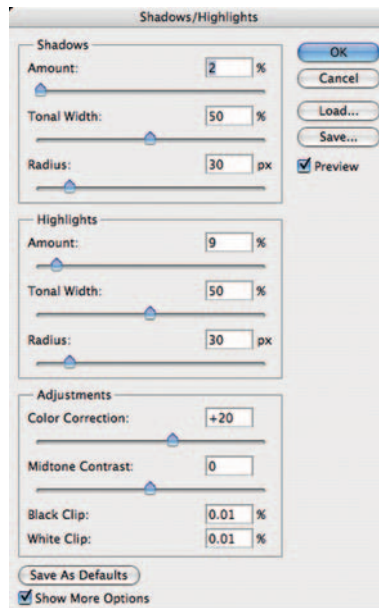 Shadows/Highlights
Shadows
Amount: 2 %
Tonal Width: 50 %
Radius: 30 px
Highlights
Amount: 9 %
Tonal Width: 50 %
Radius: 30 px
Adjustments
Color Correction: +20
Midtone Contrast: 0
Black Clip: 0.01 %
White Clip: 0.01 %
Save As Defaults
Show More Options
OK
Cancel
Load...
Save...
Preview